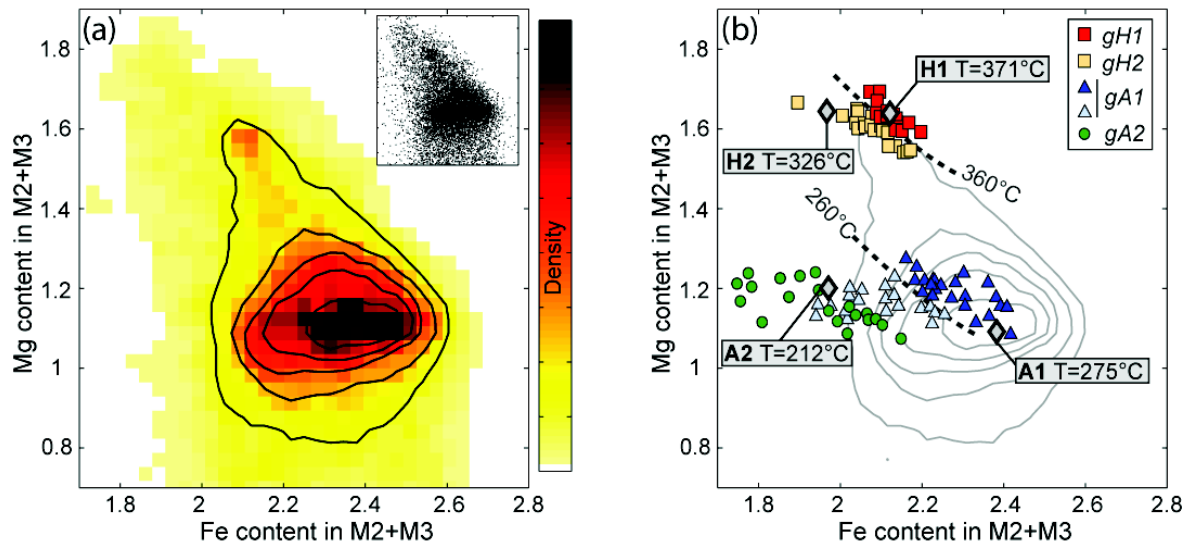 (a)
1.8
1.6
1.4
1.2
1
0.8
Mg content in M2+M3
1.8
2
2.2
2.4
2.6
2.8
Fe content in M2+M3
Density
(b)
1.8
1.6
1.4
1.2
1
0.8
Mg content in M2+M3
gH1
gH2
gA1
gA2
H1 T=371°C
H2 T=326°C
360°C
260°C
A2 T=212°C
A1 T=275°C
1.8
2
2.2
2.4
2.6
2.8
Fe content in M2+M3